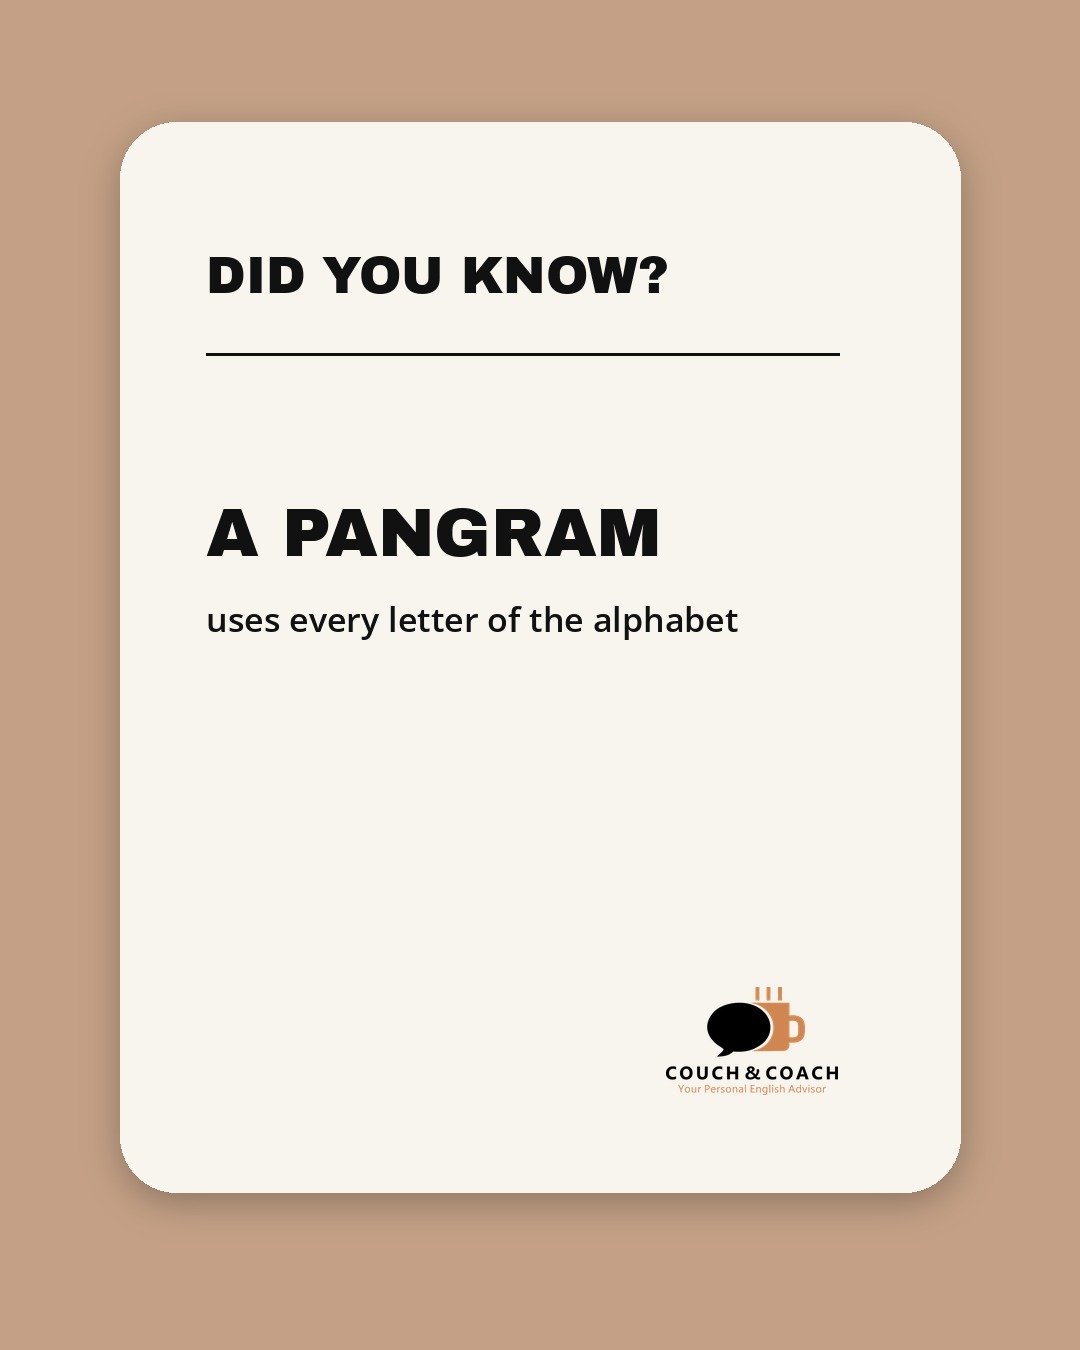 DID YOU KNOW?
A PANGRAM
uses every letter of the alphabet
COUCH & COACH
Your Personal English Advisor